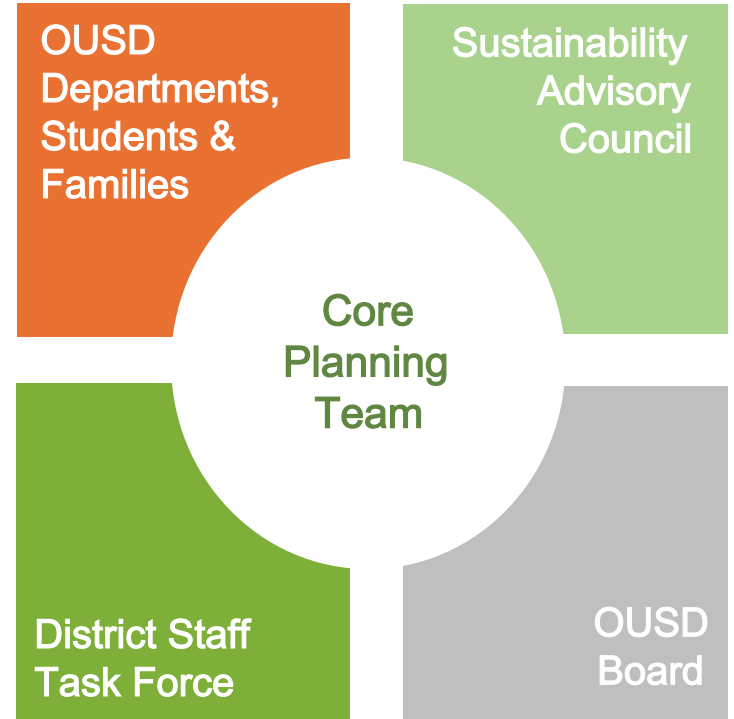 OUSD
Departments,
Students &
Families
Sustainability
Advisory
Council
Core
Planning
Team
District Staff
Task Force
OUSD
Board